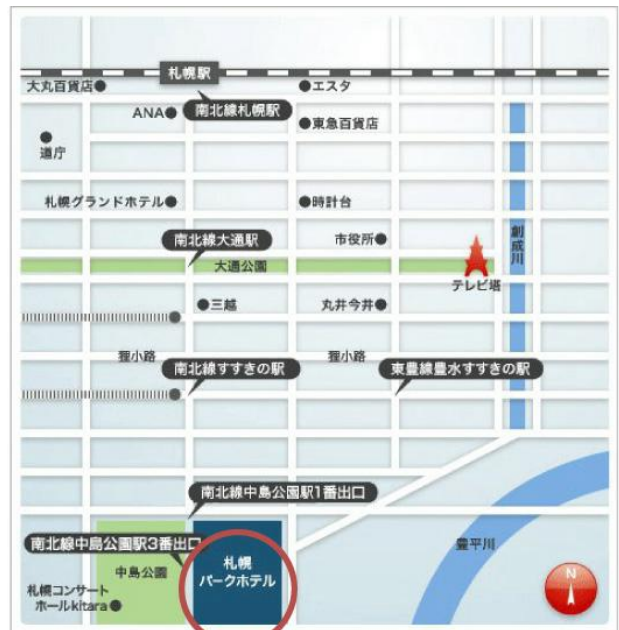 札幌駅
大丸百貨店
エスタ
ANA
南北線札幌駅
東急百貨店
道庁
札幌グランドホテル
時計台
南北線大通駅
市役所
創成川
大通公園
テレビ塔
三越
丸井今井
狸小路
狸小路
南北線すすきの駅
東豊線豊水すすきの駅
南北線中島公園駅1番出口
南北線中島公園駅3番出口
豊平川
札幌
パークホテル
中島公園
N
札幌コンサート
ホールkitara